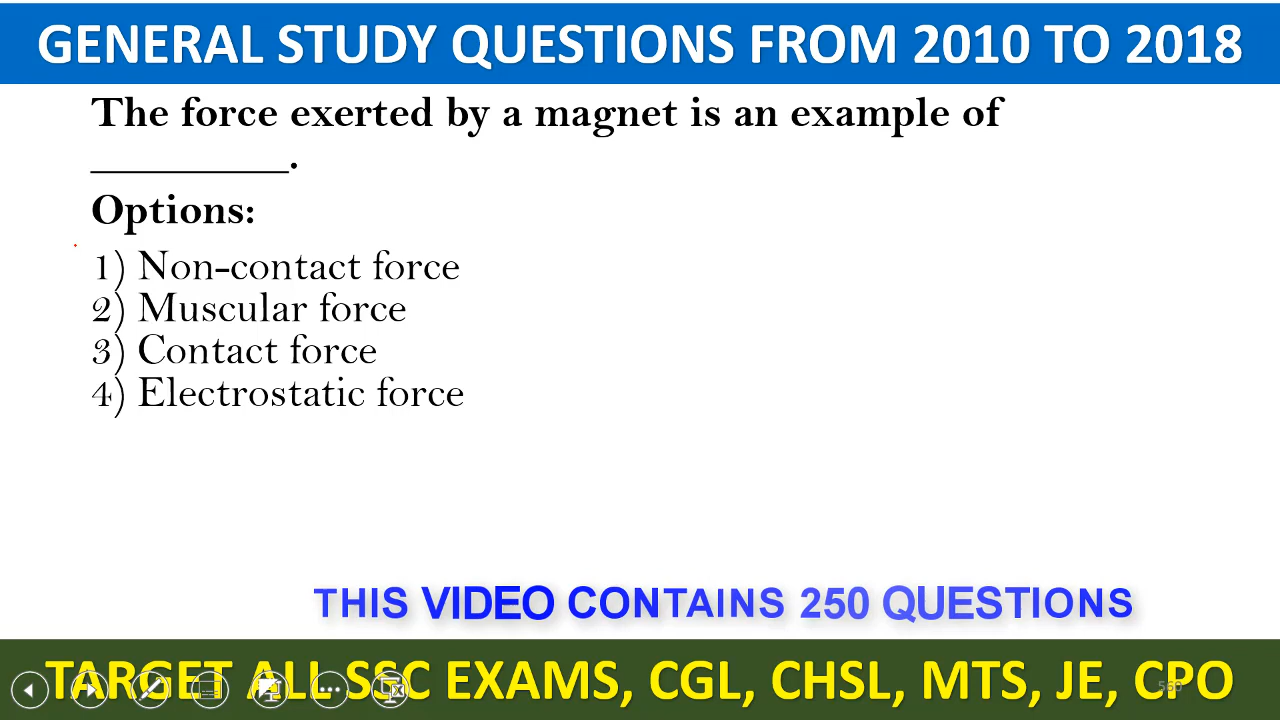 GENERAL STUDY QUESTIONS FROM 2010 TO 2018
The force exerted by a magnet is an example of
_________.
Options:
1) Non-contact force
2) Muscular force
3) Contact force
4) Electrostatic force
THIS VIDEO CONTAINS 250 QUESTIONS
TARGET ALL SSC EXAMS, CGL, CHSL, MTS, JE, CPO
560